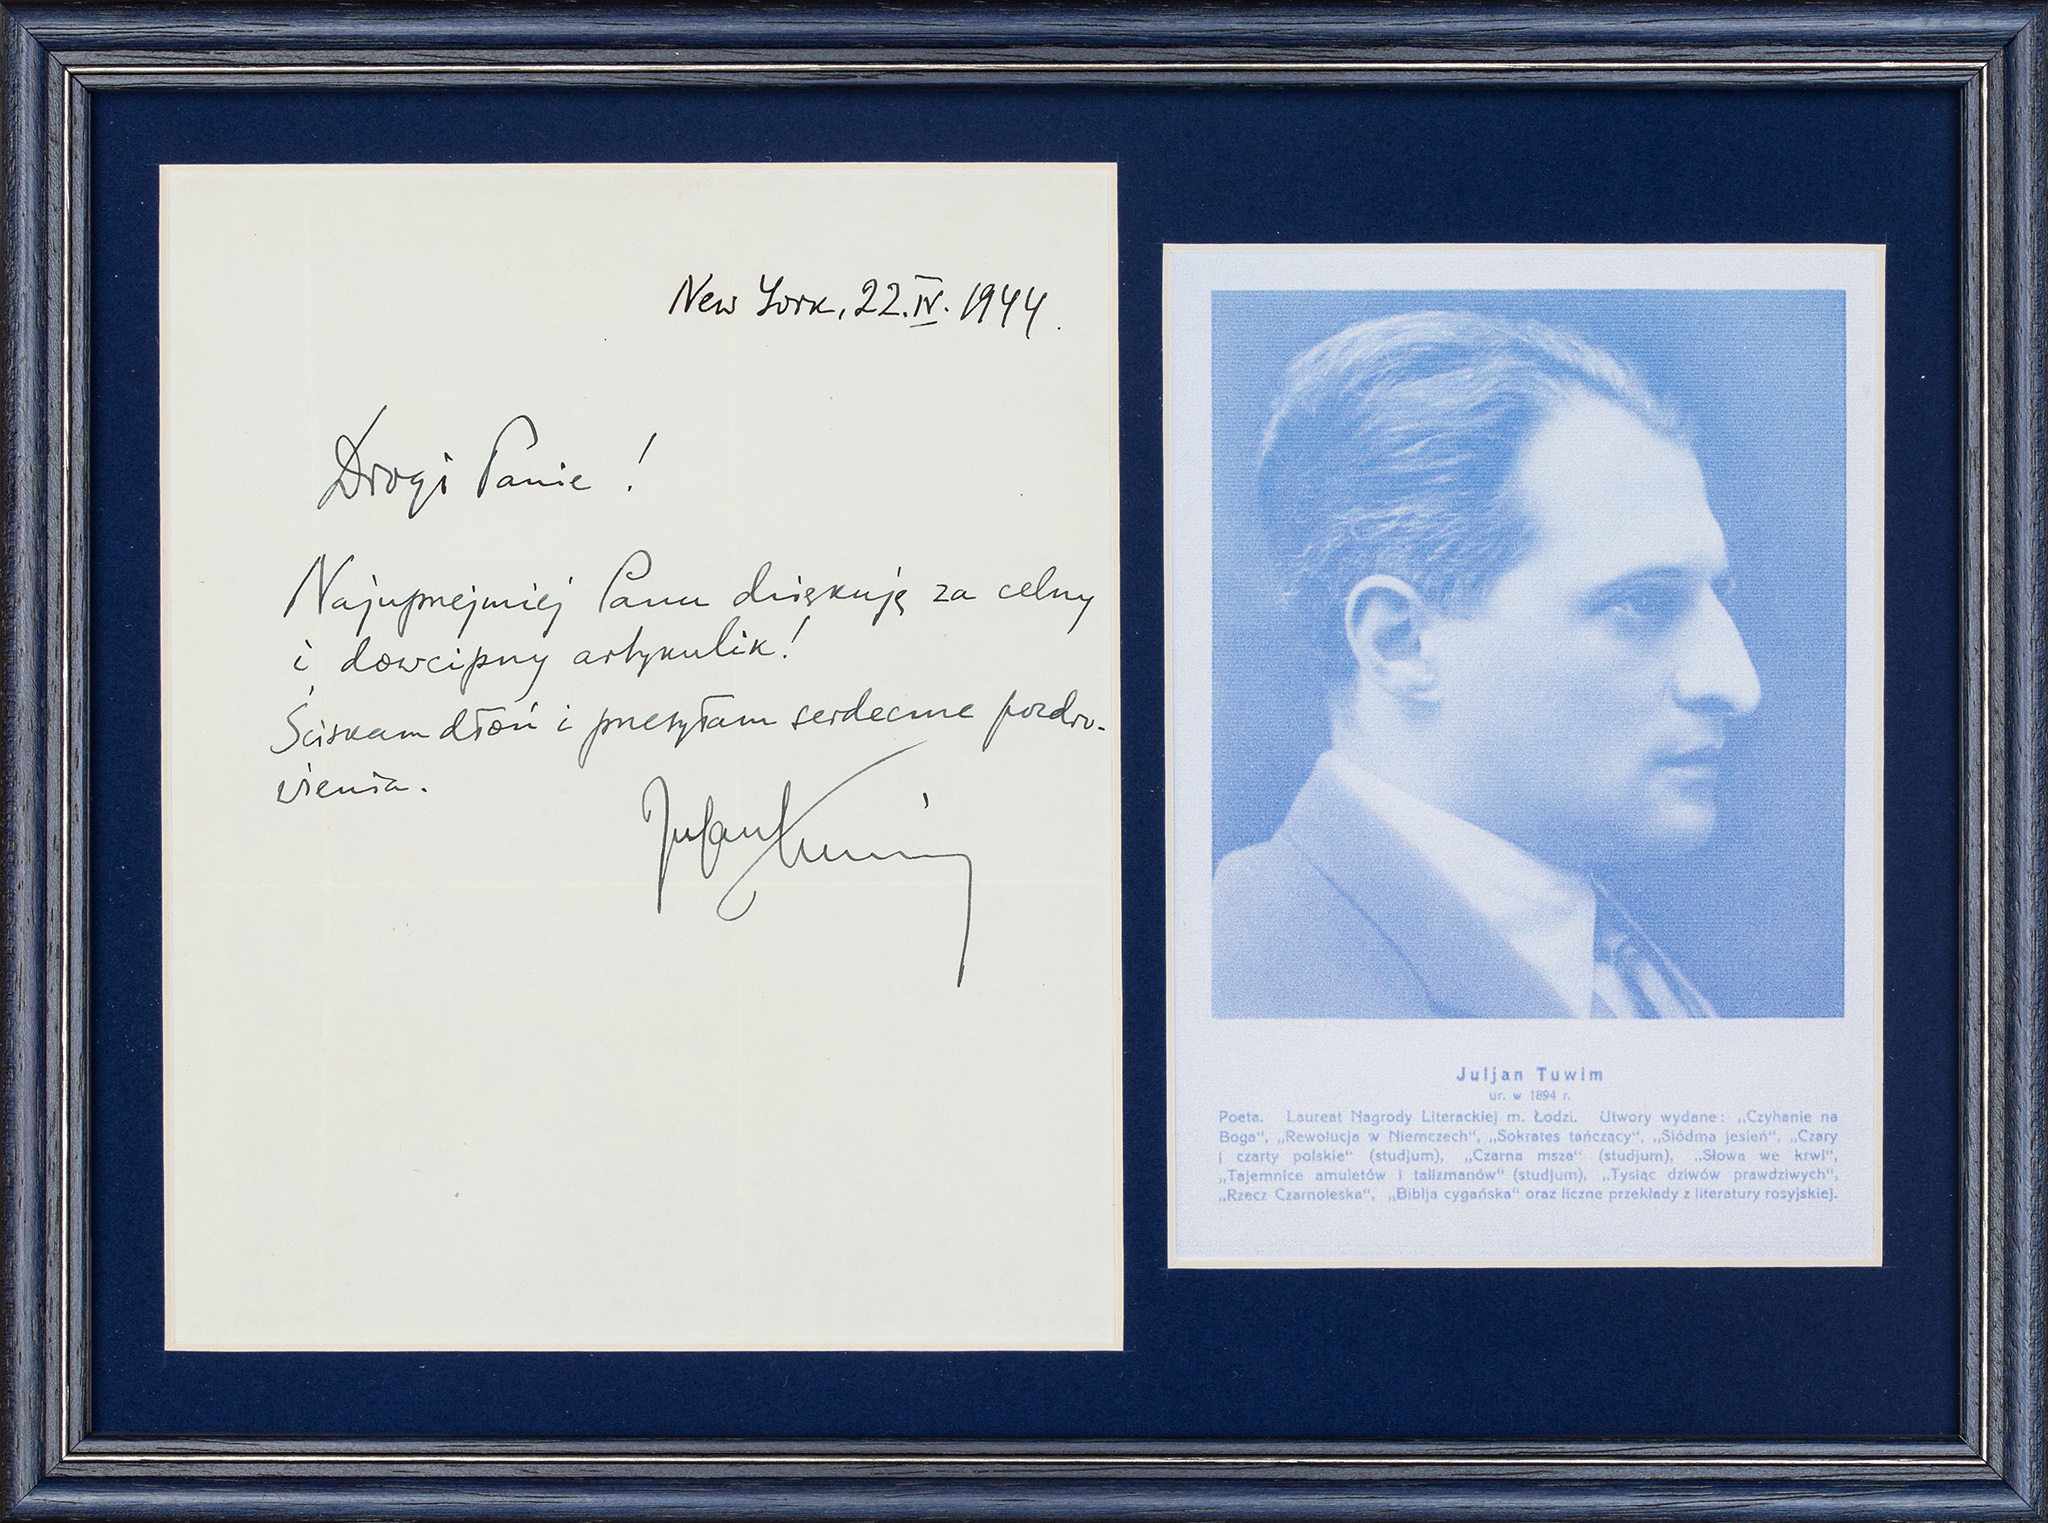 New York, 22.IV.1944.
Drogi Panie!
Najuprzejmiej Panu dziękuję za celny
i dowcipny artykulik!
Ściskam dłoń i przesyłam serdeczne pozdro-
wienia.
Julian Tuwim
Juljan Tuwim
ur. w 1894 r.
Poeta. Laureat Nagrody Literackiej m. Łodzi. Utwory wydane: „Czyhanie na
Boga“, „Rewolucja w Niemczech“, „Sokrates tańczący“, „Siódma jesień“, „Czary
i czarty polskie“ (studjum), „Czarna msza“ (studjum), „Słowa we krwi“,
„Tajemnice amuletów i talizmanów“ (studjum), „Tysiąc dziwów prawdziwych“,
„Rzecz Czarnoleska“, „Biblja cygańska“ oraz liczne przekłady z literatury rosyjskiej.